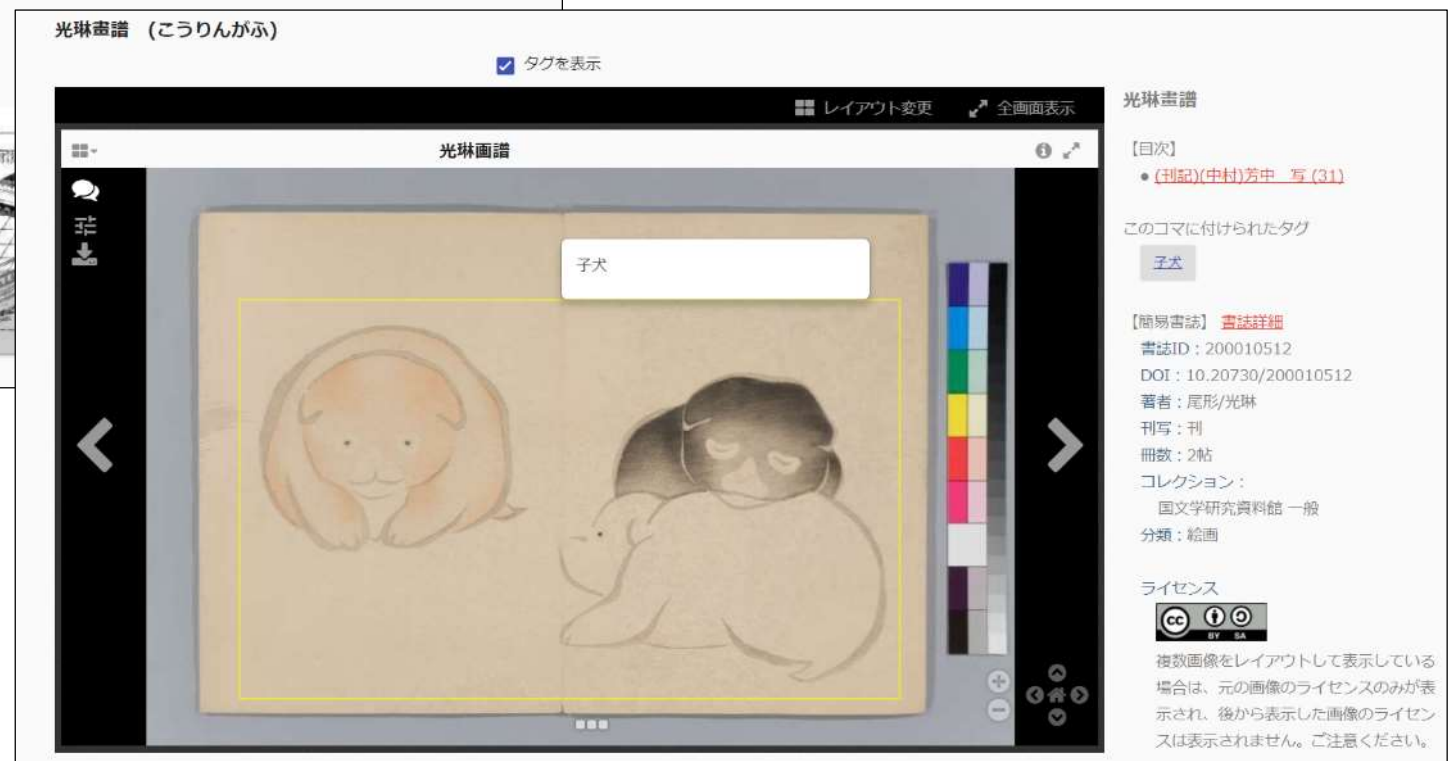 光琳畫譜 (こうりんがふ)
タグを表示
レイアウト変更 全画面表示
光琳画譜
子犬
光琳畫譜
【目次】
• (刊記)(中村)芳中 写 (31)
このコマに付けられたタグ
子犬
【簡易書誌】 書誌詳細
書誌ID：200010512
DOI：10.20730/200010512
著者：尾形/光琳
刊写：刊
冊数：2帖
コレクション：
国文学研究資料館 一般
分類：絵画
ライセンス
cc BY SA
複数画像をレイアウトして表示している
場合は、元の画像のライセンスのみが表
示され、後から表示した画像のライセン
スは表示されません。ご注意ください。